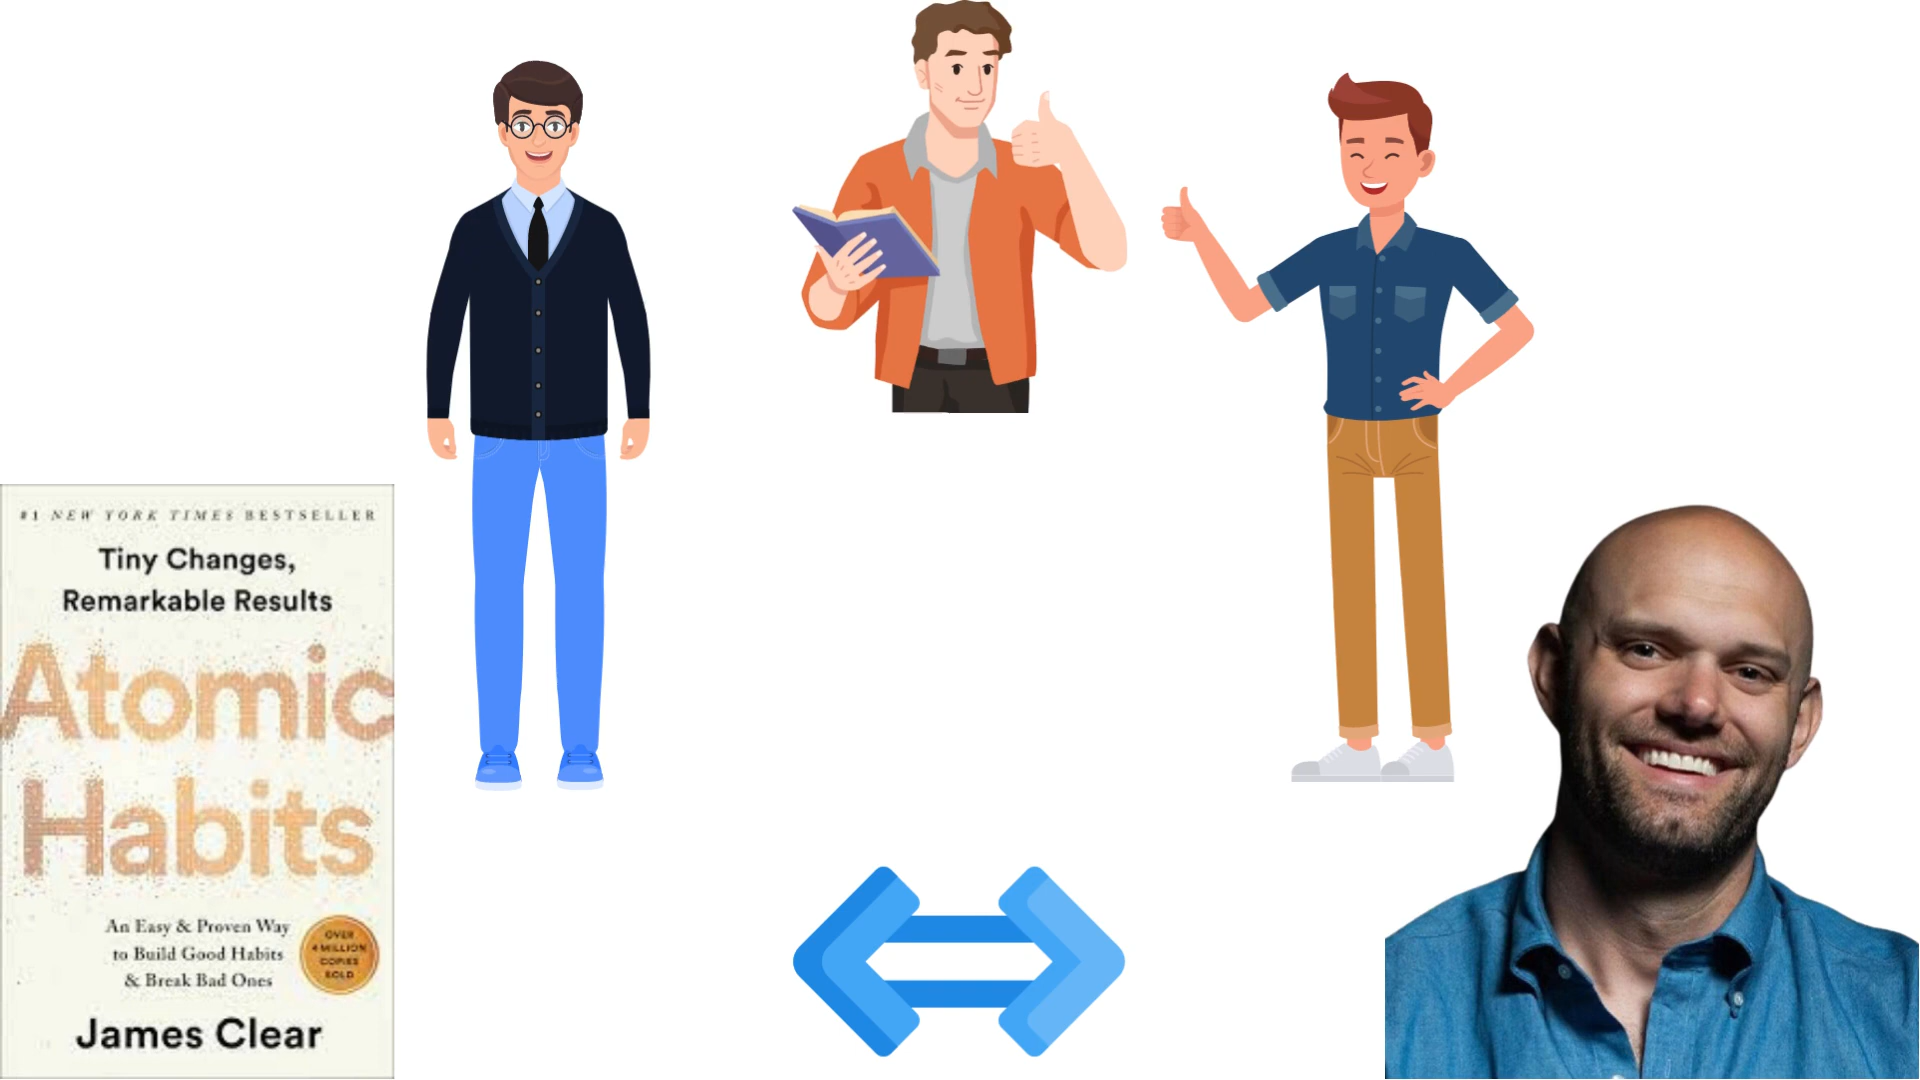 #1 NEW YORK TIMES BESTSELLER
Tiny Changes,
Remarkable Results
Atomic
Habits
An Easy & Proven Way
to Build Good Habits
& Break Bad Ones
OVER
4 MILLION
COPIES
SOLD
James Clear